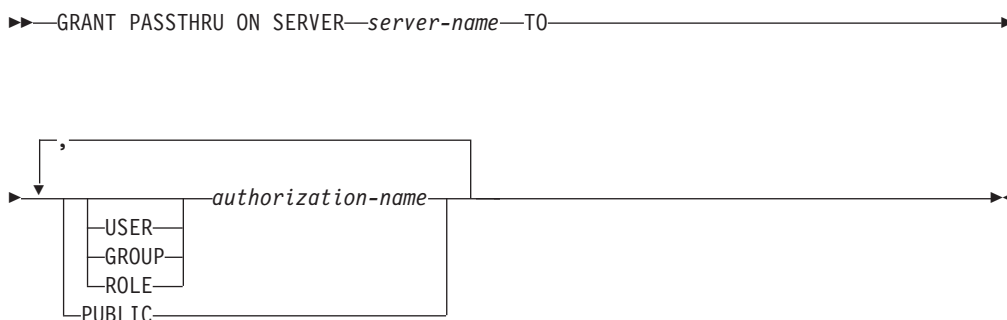 GRANT PASSTHRU ON SERVER server-name TO
,
authorization-name
USER
GROUP
ROLE
PUBLIC